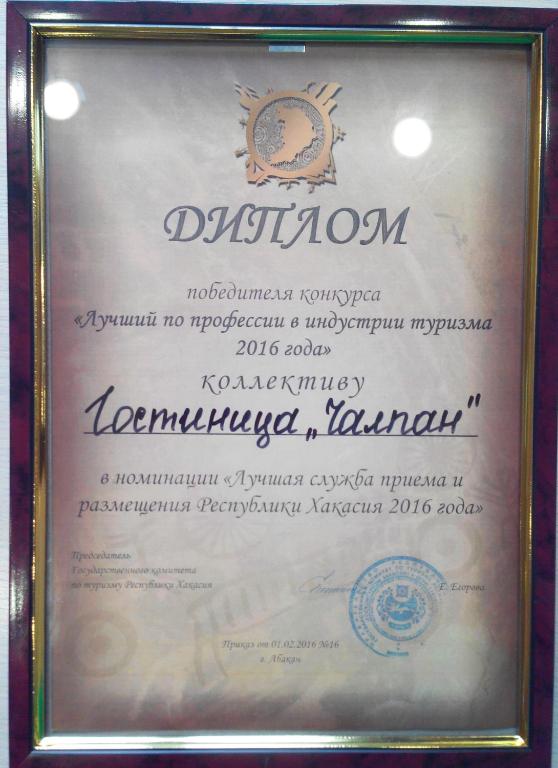 ДИПЛОМ
победителя конкурса
«Лучший по профессии в индустрии туризма
2016 года»
коллективу
Гостиница „Чалпан"
в номинации «Лучшая служба приема и
размещения Республики Хакасия 2016 года»
Председатель
Государственного комитета
по туризму Республики Хакасия
Е. Егорова
Приказ от 01.02.2016 №16
г. Абакан